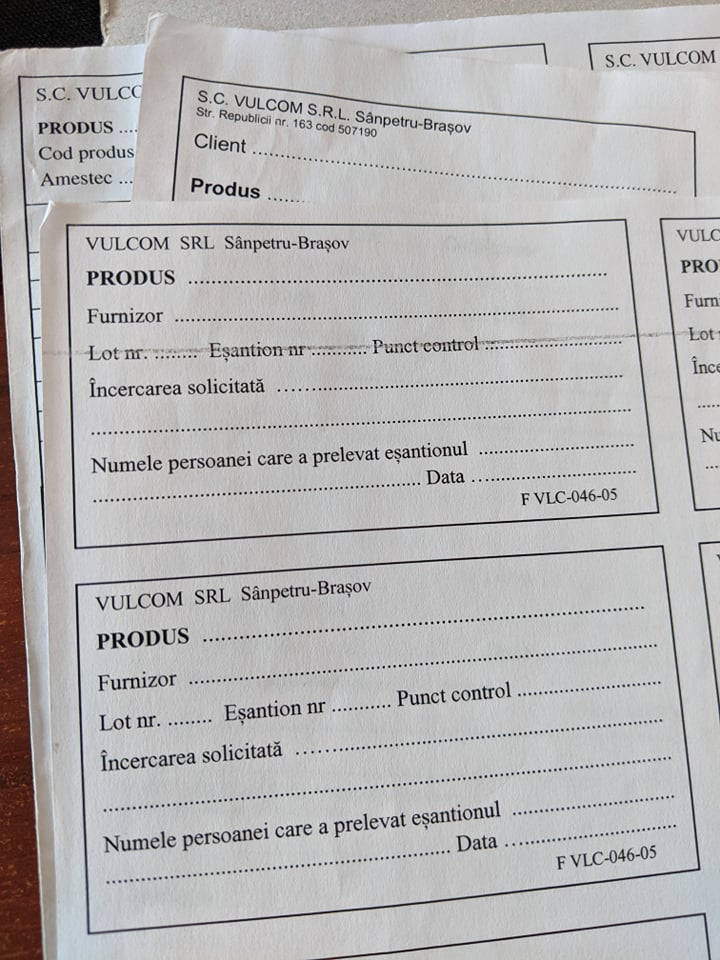 S.C. VULCOM
S.C. VULC
PRODUS ....
Cod produs
Amestec ...
S.C. VULCOM S.R.L. Sânpetru-Brașov
Str. Republicii nr. 163 cod 507190
Client ........................................
Produs ........
VULCOM SRL Sânpetru-Brașov
PRODUS ........................................
Furnizor ........................................
Lot nr. ........ Eșantion nr .......... Punct control ........................
Încercarea solicitată ........................................
........................................
Numele persoanei care a prelevat eșantionul ........................
........................................ Data ........................
F VLC-046-05
VULC
PRO
Furn
Lot
Înce
....
Nu
...
VULCOM SRL Sânpetru-Brașov
PRODUS ........................................
Furnizor ........................................
Lot nr. ........ Eșantion nr .......... Punct control ........................
Încercarea solicitată ........................................
........................................
Numele persoanei care a prelevat eșantionul ........................
........................................ Data ........................
F VLC-046-05